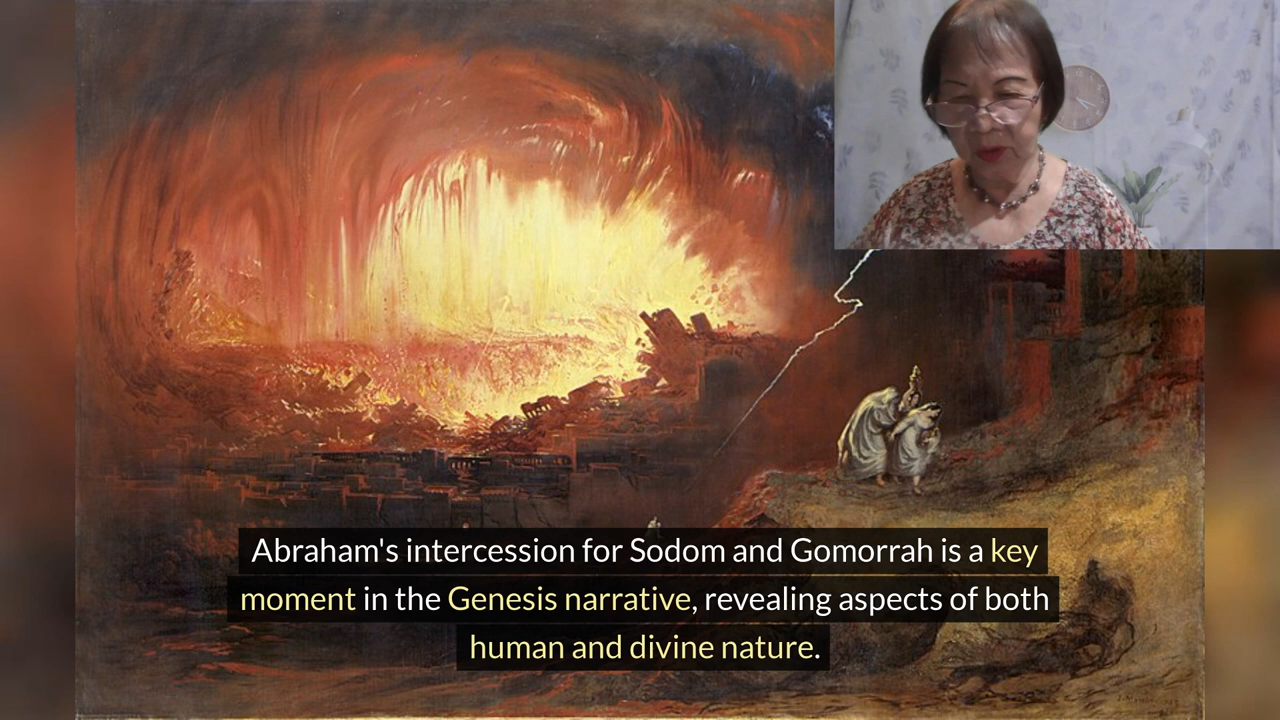 Abraham's intercession for Sodom and Gomorrah is a key
moment in the Genesis narrative, revealing aspects of both
human and divine nature.